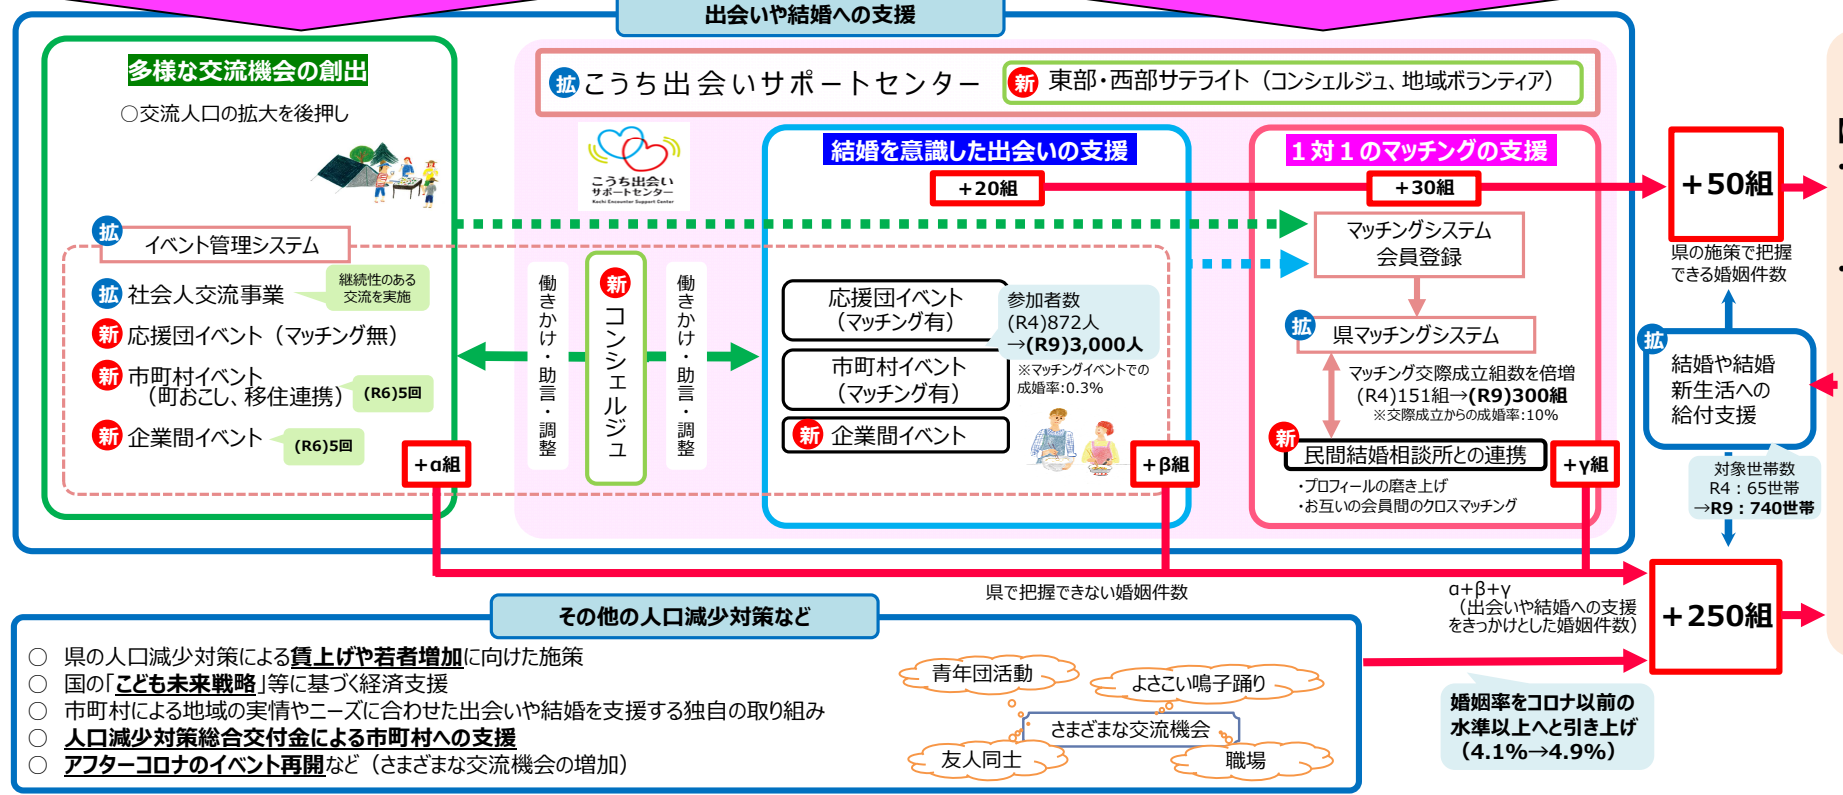 出会いや結婚への支援
多様な交流機会の創出
○交流人口の拡大を後押し
拡
イベント管理システム
拡 社会人交流事業
継続性のある
交流を実施
新 応援団イベント（マッチング無）
新 市町村イベント
（町おこし、移住連携）
(R6)5回
新 企業間イベント
(R6)5回
+α組
拡 こうち出会いサポートセンター
新 東部・西部サテライト（コンシェルジュ、地域ボランティア）
こうち出会い
サポートセンター
Kochi Encounter Support Center
働きかけ・助言・調整
新
コンシェルジュ
働きかけ・助言・調整
結婚を意識した出会いの支援
+20組
応援団イベント
（マッチング有）
市町村イベント
（マッチング有）
新 企業間イベント
参加者数
(R4)872人
→(R9)3,000人
※マッチングイベントでの
成婚率:0.3%
+β組
１対１のマッチングの支援
+30組
マッチングシステム
会員登録
拡
県マッチングシステム
マッチング交際成立組数を倍増
(R4)151組→(R9)300組
※交際成立からの成婚率:10%
新
民間結婚相談所との連携
・プロフィールの磨き上げ
・お互いの会員間のクロスマッチング
+γ組
+50組
県の施策で把握
できる婚姻件数
拡
結婚や結婚
新生活への
給付支援
対象世帯数
R4：65世帯
→R9：740世帯
県で把握できない婚姻件数
α+β+γ
（出会いや結婚への支援
をきっかけとした婚姻件数）
+250組
その他の人口減少対策など
○ 県の人口減少対策による賃上げや若者増加に向けた施策
○ 国の「こども未来戦略」等に基づく経済支援
○ 市町村による地域の実情やニーズに合わせた出会いや結婚を支援する独自の取り組み
○ 人口減少対策総合交付金による市町村への支援
○ アフターコロナのイベント再開など（さまざまな交流機会の増加）
青年団活動
よさこい鳴子踊り
さまざまな交流機会
友人同士
職場
婚姻率をコロナ以前の
水準以上へと引き上げ
（4.1%→4.9%）